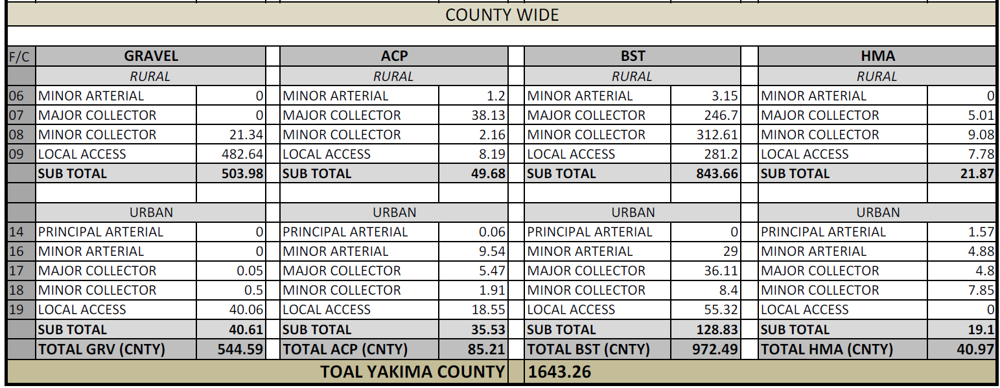 COUNTY WIDE
F/C GRAVEL ACP BST HMA
RURAL RURAL RURAL RURAL
06 MINOR ARTERIAL 0 MINOR ARTERIAL 1.2 MINOR ARTERIAL 3.15 MINOR ARTERIAL 0
07 MAJOR COLLECTOR 0 MAJOR COLLECTOR 38.13 MAJOR COLLECTOR 246.7 MAJOR COLLECTOR 5.01
08 MINOR COLLECTOR 21.34 MINOR COLLECTOR 2.16 MINOR COLLECTOR 312.61 MINOR COLLECTOR 9.08
09 LOCAL ACCESS 482.64 LOCAL ACCESS 8.19 LOCAL ACCESS 281.2 LOCAL ACCESS 7.78
SUB TOTAL 503.98 SUB TOTAL 49.68 SUB TOTAL 843.66 SUB TOTAL 21.87
URBAN URBAN URBAN URBAN
14 PRINCIPAL ARTERIAL 0 PRINCIPAL ARTERIAL 0.06 PRINCIPAL ARTERIAL 0 PRINCIPAL ARTERIAL 1.57
16 MINOR ARTERIAL 0 MINOR ARTERIAL 9.54 MINOR ARTERIAL 29 MINOR ARTERIAL 4.88
17 MAJOR COLLECTOR 0.05 MAJOR COLLECTOR 5.47 MAJOR COLLECTOR 36.11 MAJOR COLLECTOR 4.8
18 MINOR COLLECTOR 0.5 MINOR COLLECTOR 1.91 MINOR COLLECTOR 8.4 MINOR COLLECTOR 7.85
19 LOCAL ACCESS 40.06 LOCAL ACCESS 18.55 LOCAL ACCESS 55.32 LOCAL ACCESS 0
SUB TOTAL 40.61 SUB TOTAL 35.53 SUB TOTAL 128.83 SUB TOTAL 19.1
TOTAL GRV (CNTY) 544.59 TOTAL ACP (CNTY) 85.21 TOTAL BST (CNTY) 972.49 TOTAL HMA (CNTY) 40.97
TOAL YAKIMA COUNTY 1643.26